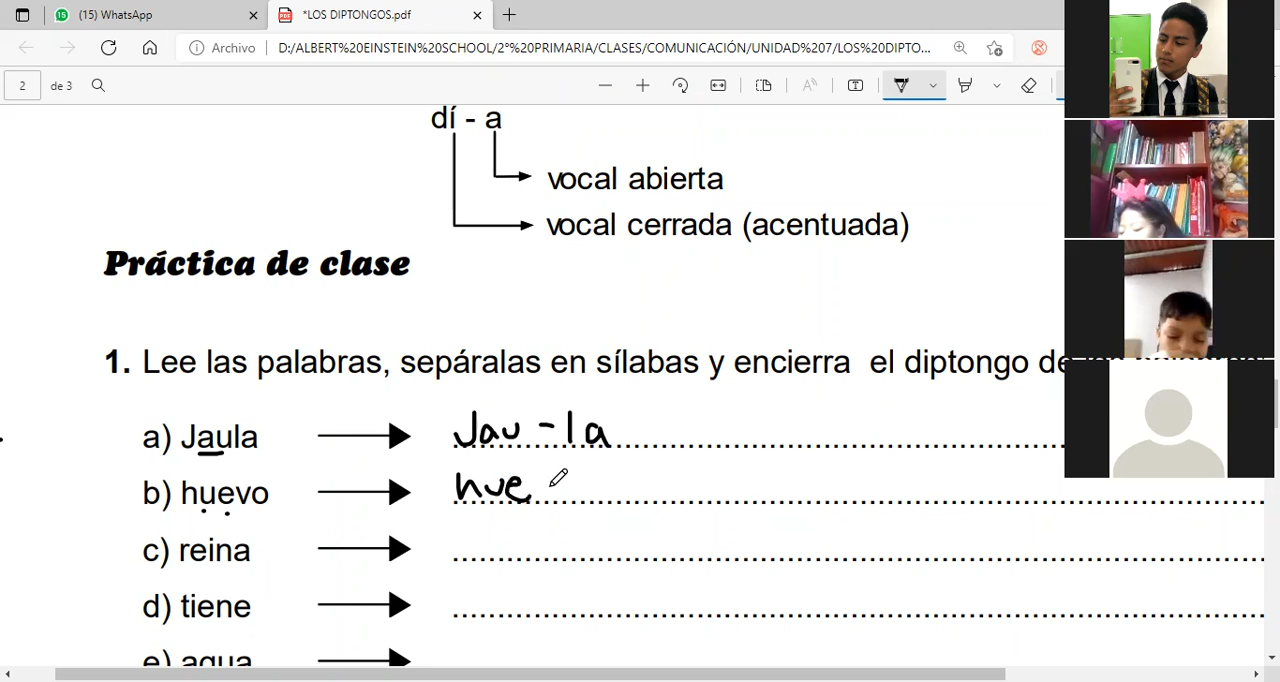 (15) WhatsApp
*LOS DIPTONGOS.pdf
Archivo D:/ALBERT%20EINSTEIN%20SCHOOL/2°%20PRIMARIA/CLASES/COMUNICACIÓN/UNIDAD%207/LOS%20DIPTO...
2 de 3
dí - a
vocal abierta
vocal cerrada (acentuada)
Práctica de clase
1. Lee las palabras, sepáralas en sílabas y encierra el diptongo de
a) Jaula Jau - la
b) huevo hue
c) reina
d) tiene
e) agua